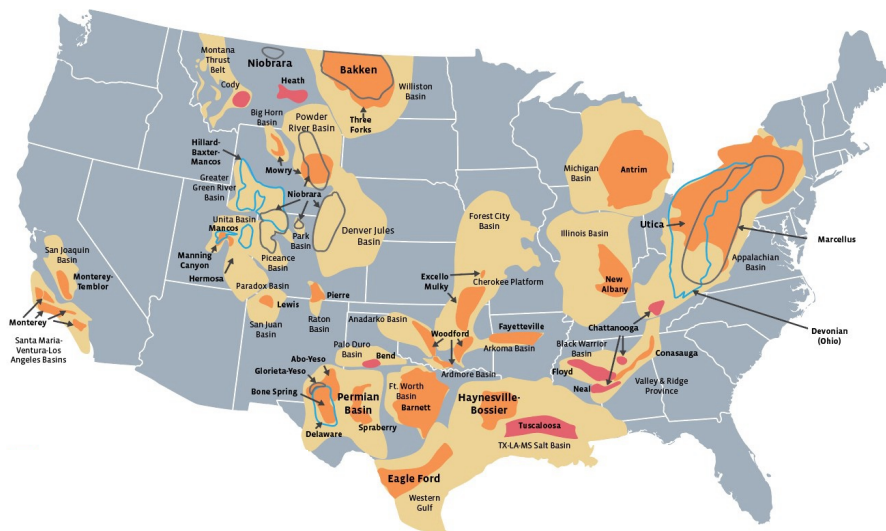 Montana
Thrust
Belt
Niobrara
Cody
Heath
Bakken
Williston
Basin
Three
Forks
Big Horn
Basin
Powder
River Basin
Hillard-
Baxter-
Mancos
Mowry
Greater
Green River
Basin
Niobrara
Unita Basin
Mancos
Park
Basin
Denver Jules
Basin
Manning
Canyon
Piceance
Basin
Hermosa
Paradox Basin
San Joaquin
Basin
Monterey-
Temblor
Monterey
Santa Maria-
Ventura-Los
Angeles Basins
Lewis
San Juan
Basin
Pierre
Raton
Basin
Michigan
Basin
Antrim
Forest City
Basin
Illinois Basin
Utica
Marcellus
Appalachian
Basin
Excello
Mulky
Cherokee Platform
New
Albany
Devonian
(Ohio)
Anadarko Basin
Woodford
Fayetteville
Chattanooga
Palo Duro
Basin
Bend
Arkoma Basin
Ardmore Basin
Black Warrior
Basin
Conasauga
Floyd
Neal
Valley & Ridge
Province
Abo-Yeso
Glorieta-Yeso
Bone Spring
Permian
Basin
Delaware
Spraberry
Ft. Worth
Basin
Barnett
Haynesville-
Bossier
Tuscaloosa
TX-LA-MS Salt Basin
Eagle Ford
Western
Gulf